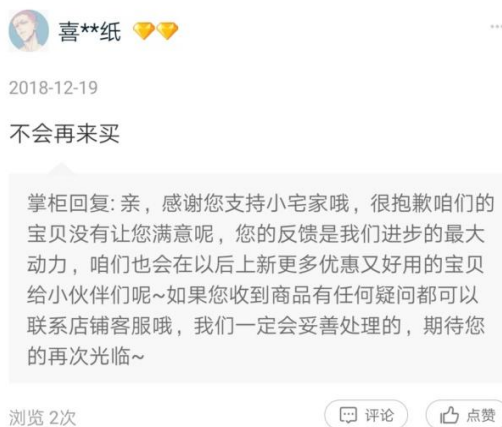 喜**纸
2018-12-19
不会再来买
掌柜回复: 亲，感谢您支持小宅家哦，很抱歉咱们的
宝贝没有让您满意呢，您的反馈是我们进步的最大
动力，咱们也会在以后上新更多优惠又好用的宝贝
给小伙伴们呢~如果您收到商品有任何疑问都可以
联系店铺客服哦，我们一定会妥善处理的，期待您
的再次光临~
浏览 2次
评论
点赞